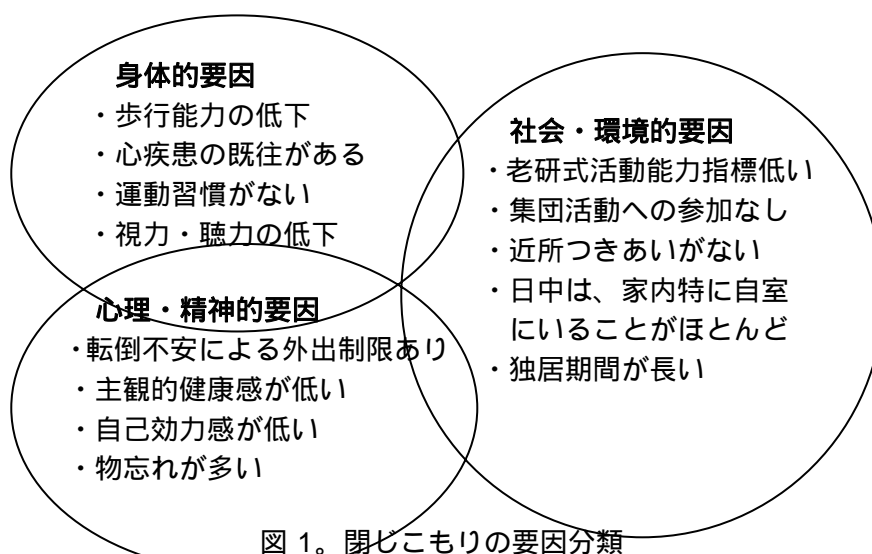 身体的要因
・歩行能力の低下
・心疾患の既往がある
・運動習慣がない
・視力・聴力の低下
心理・精神的要因
・転倒不安による外出制限あり
・主観的健康感が低い
・自己効力感が低い
・物忘れが多い
社会・環境的要因
・老研式活動能力指標低い
・集団活動への参加なし
・近所つきあいがない
・日中は、家内特に自室
にいることがほとんど
・独居期間が長い
図 1。閉じこもりの要因分類